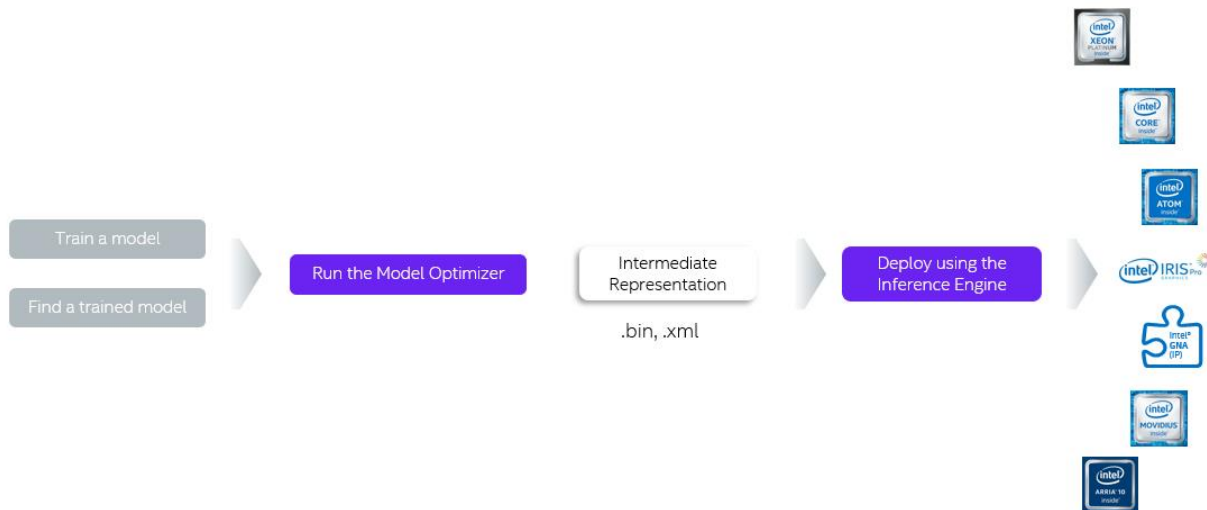 Train a model
Find a trained model
Run the Model Optimizer
Intermediate
Representation
.bin, .xml
Deploy using the
Inference Engine
intel
XEON
PLATINUM
inside
intel
CORE
inside
intel
ATOM
inside
intel IRIS Pro
GRAPHICS
intel®
GNA
(IP)
intel
MOVIDIUS
inside
intel
ARRIA 10
inside